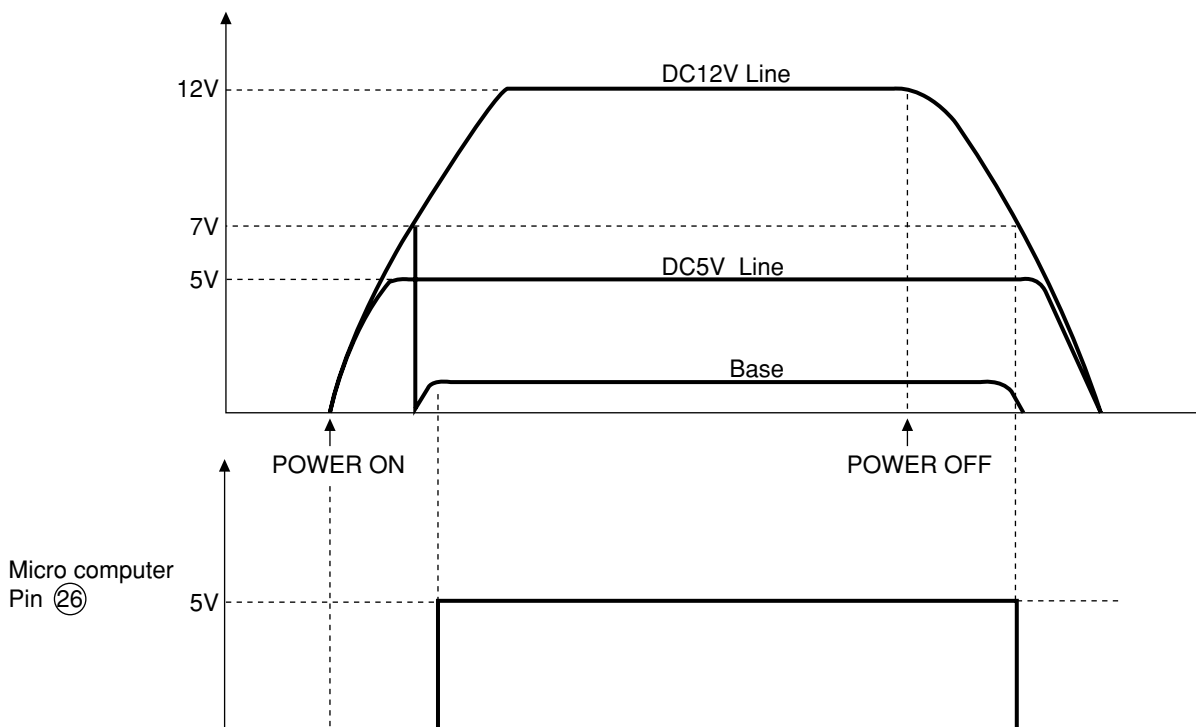 DC12V Line
12V
7V
DC5V Line
5V
Base
POWER ON
POWER OFF
Micro computer
Pin 26
5V